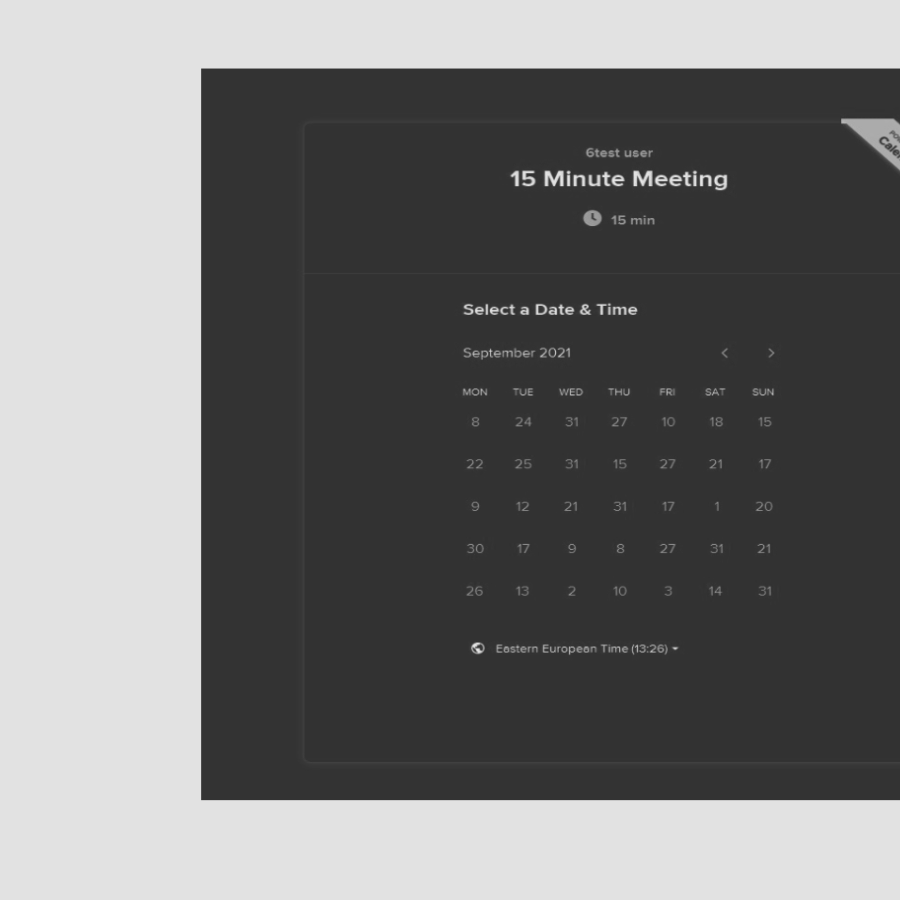 6test user
15 Minute Meeting
15 min
Select a Date & Time
September 2021
MON TUE WED THU FRI SAT SUN
8 24 31 27 10 18 15
22 25 31 15 27 21 17
9 12 21 31 17 1 20
30 17 9 8 27 31 21
26 13 2 10 3 14 31
Eastern European Time (13:26)